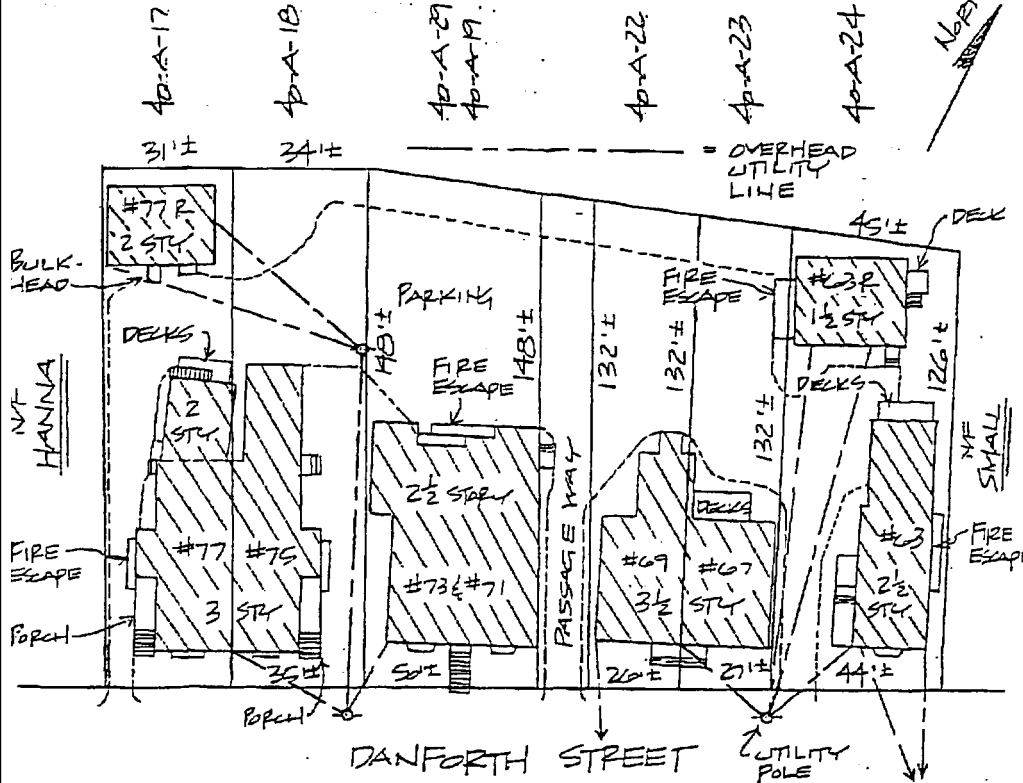 40-A-17
40-A-18
40-A-29
40-A-19
40-A-22
40-A-23
40-A-24
31'±
34'±
= OVERHEAD
UTILITY
LINE
45'±
DECK
#77R
2 STY
BULK-
HEAD
PARKING
FIRE
ESCAPE
#63R
1½ STY
DECKS
148'±
148'±
132'±
132'±
132'±
126'±
FIRE
ESCAPE
DECKS
N/F
HANNA
2
STY
N/F
SMALL
2½ STORY
DECKS
FIRE
ESCAPE
#77
#75
3 STY
#73 & #71
PASSAGE WAY
#69
#67
3½ STY
#63
2½
STY
FIRE
ESCAPE
PORCH
35'±
50'±
26'±
27'±
44'±
PORCH
DANFORTH STREET
UTILITY
POLE